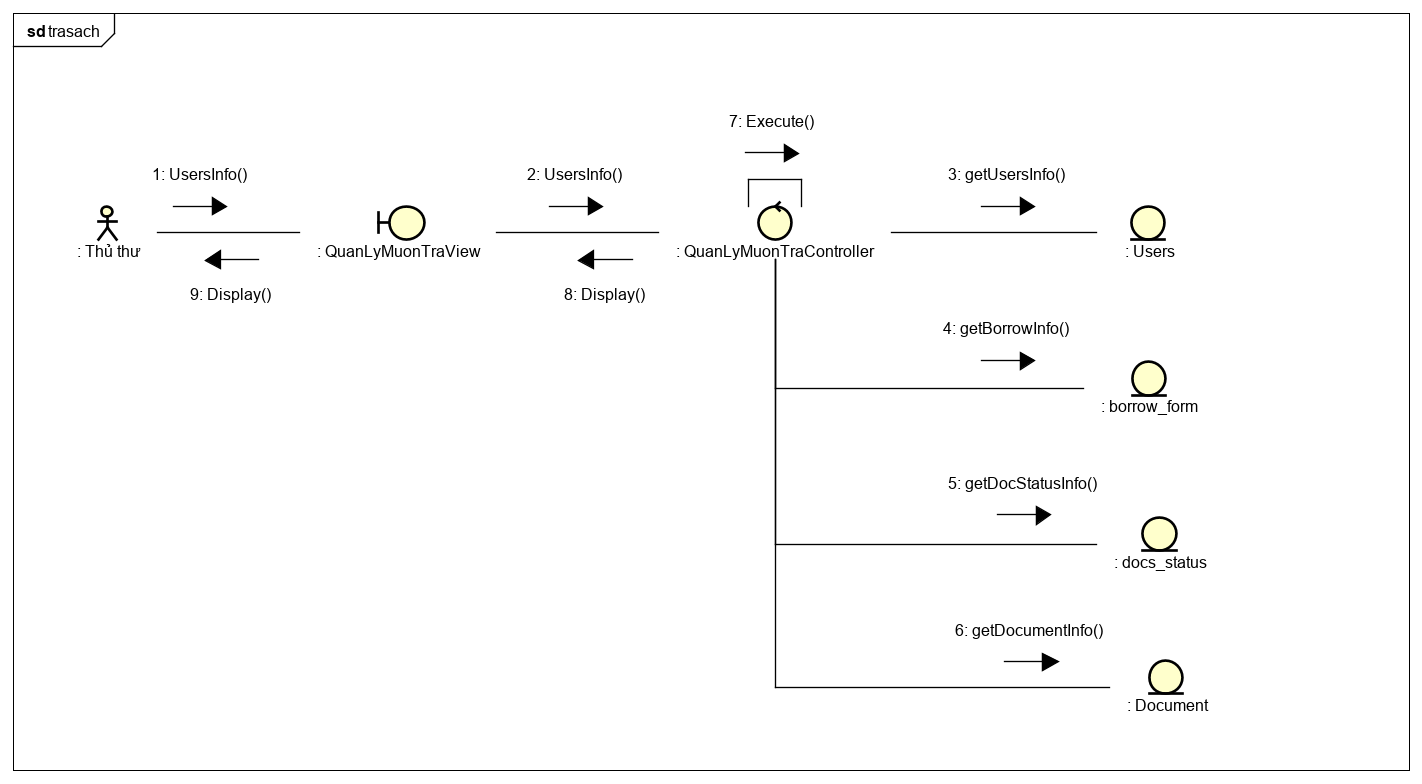 sd trasach
7: Execute()
1: UsersInfo()
2: UsersInfo()
3: getUsersInfo()
: Thủ thư
: QuanLyMuonTraView
: QuanLyMuonTraController
: Users
9: Display()
8: Display()
4: getBorrowInfo()
: borrow_form
5: getDocStatusInfo()
: docs_status
6: getDocumentInfo()
: Document